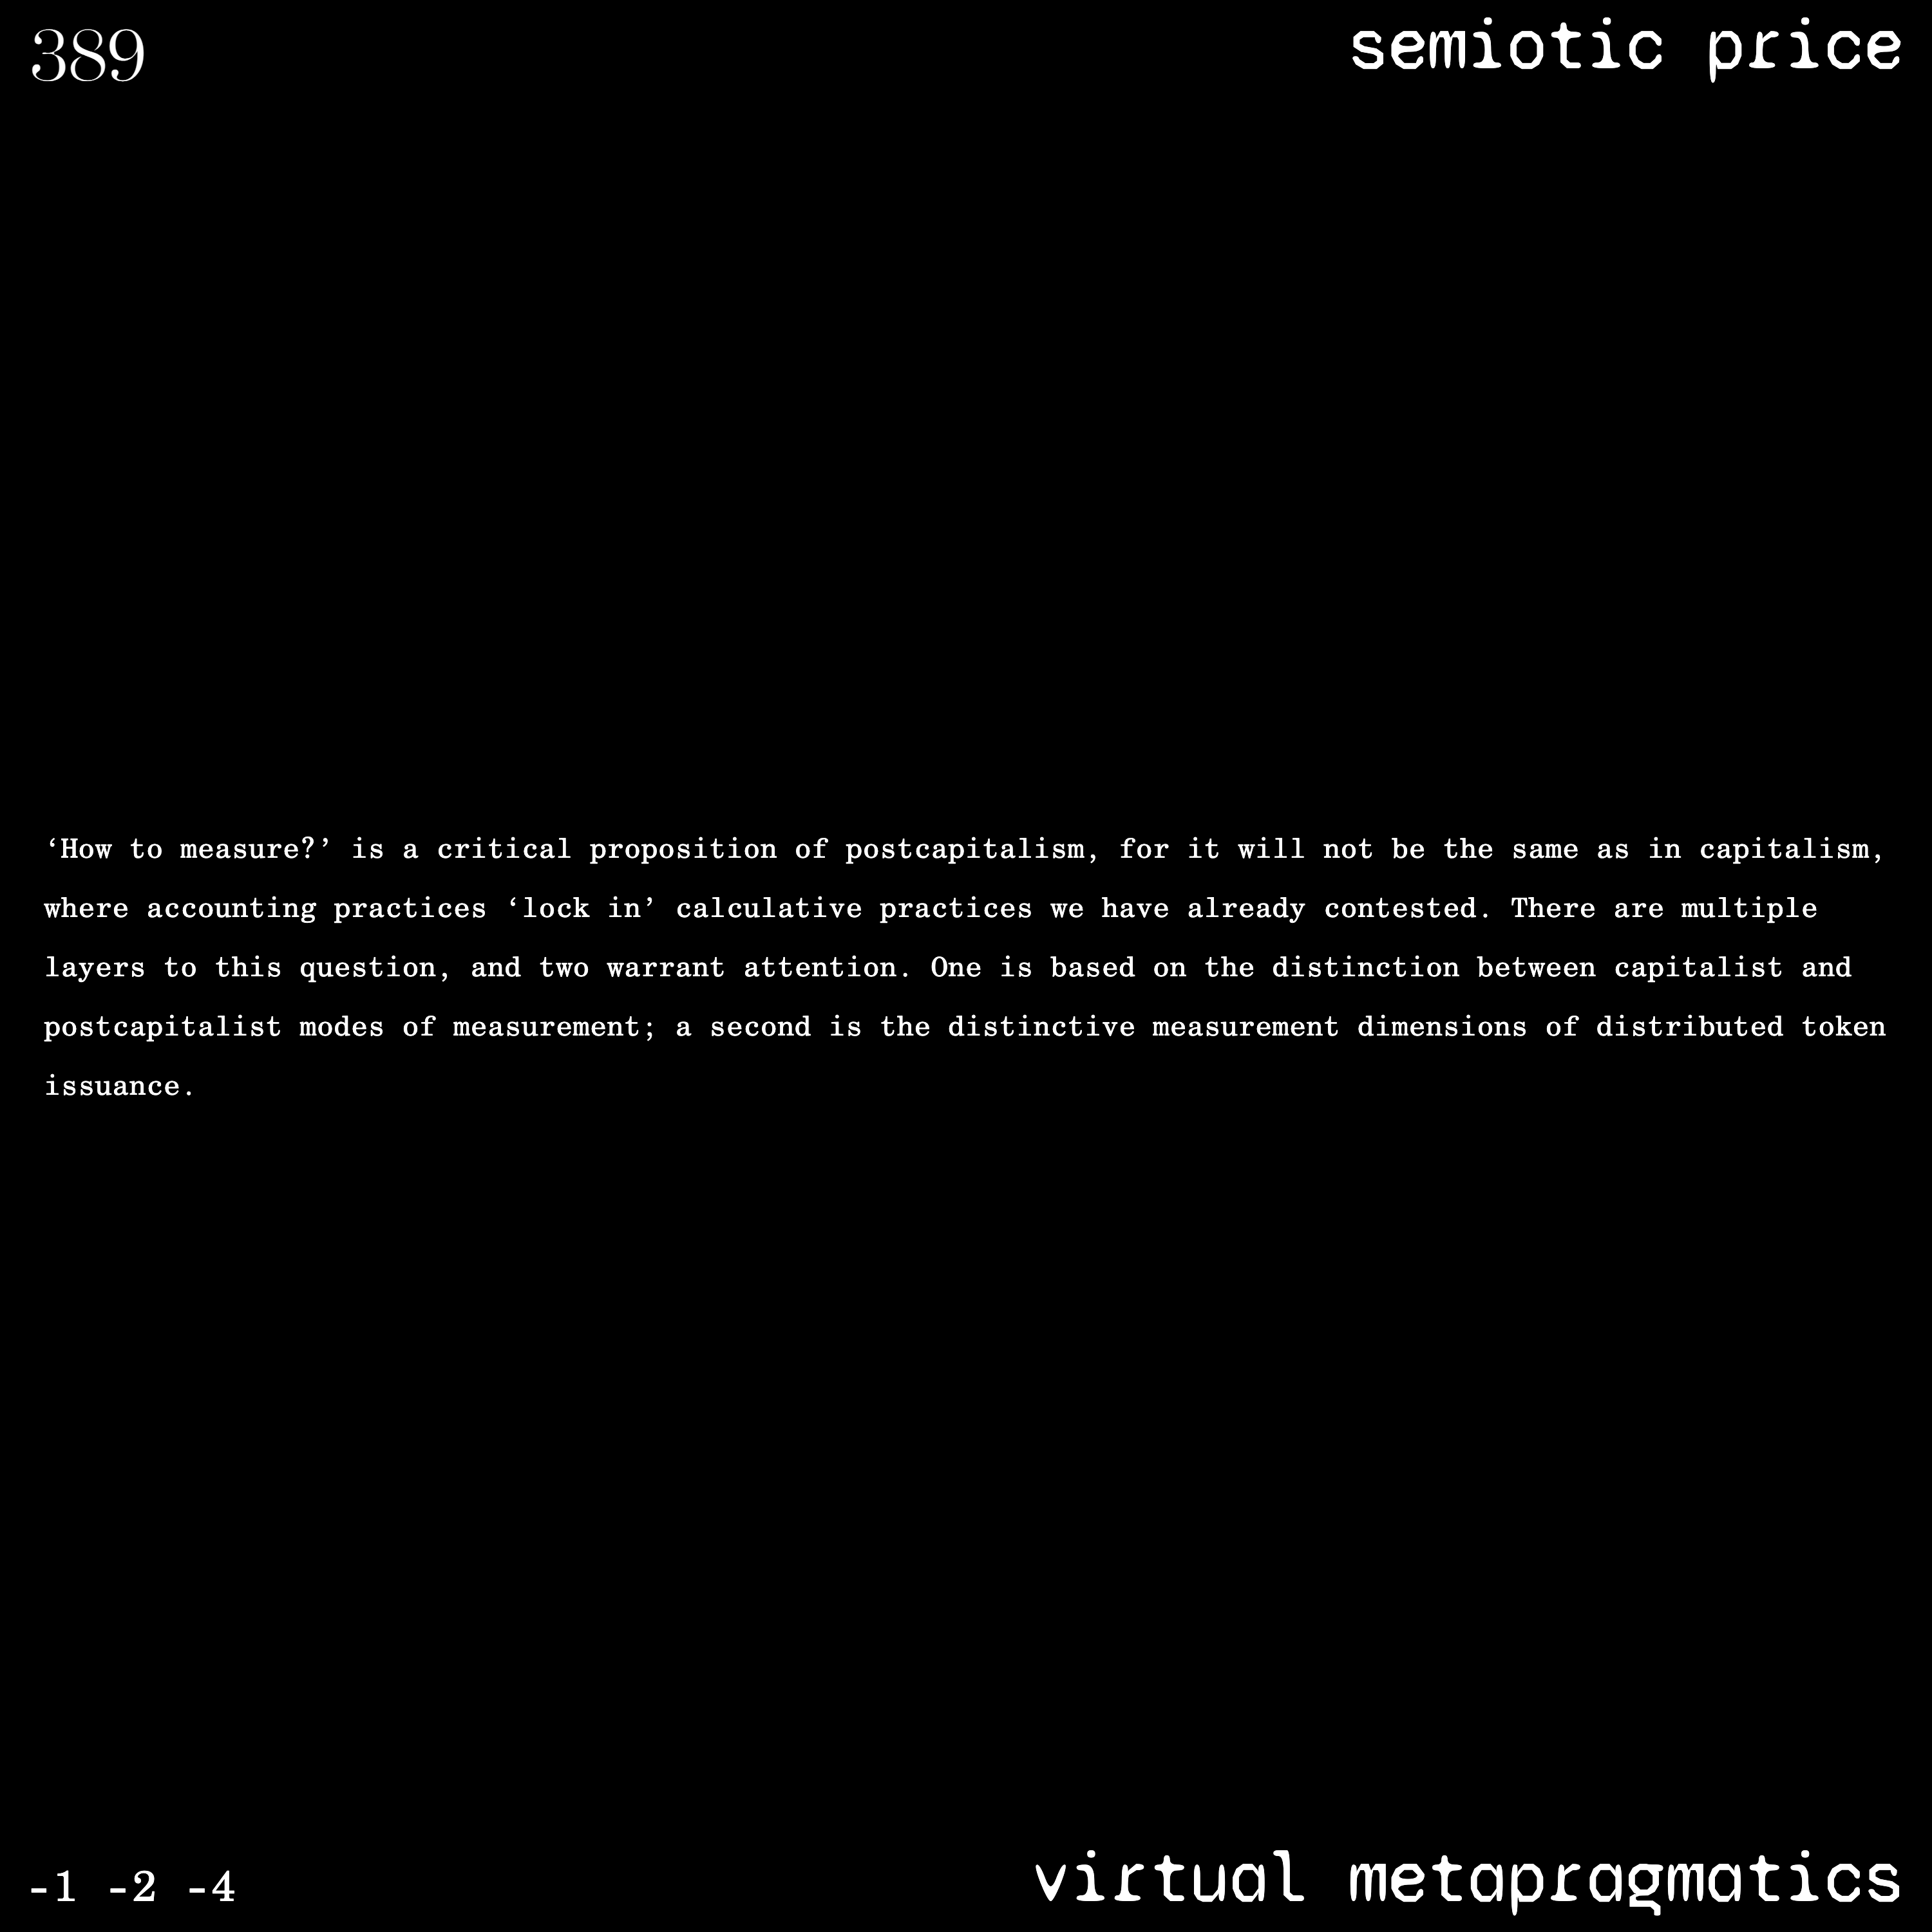 389
semiotic price
‘How to measure?’ is a critical proposition of postcapitalism, for it will not be the same as in capitalism,
where accounting practices ‘lock in’ calculative practices we have already contested. There are multiple
layers to this question, and two warrant attention. One is based on the distinction between capitalist and
postcapitalist modes of measurement; a second is the distinctive measurement dimensions of distributed token
issuance.
-1 -2 -4
virtual metapragmatics